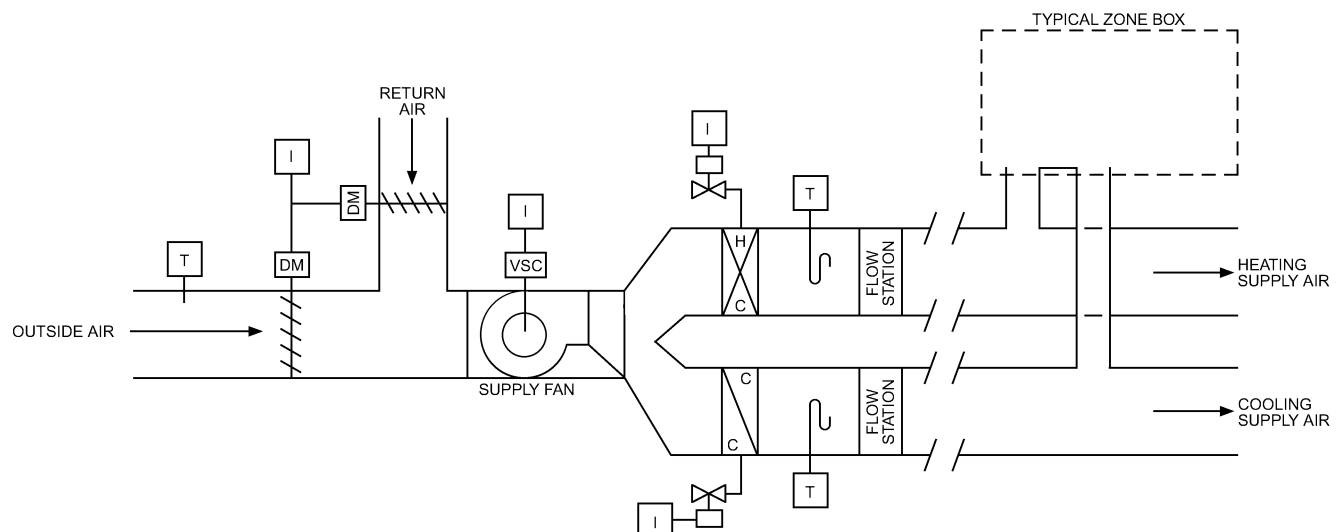 TYPICAL ZONE BOX
RETURN
AIR
I
I
DM
T
I
VSC
DM
T
H
C
FLOW
STATION
HEATING
SUPPLY AIR
OUTSIDE AIR
SUPPLY FAN
C
C
FLOW
STATION
COOLING
SUPPLY AIR
T
I